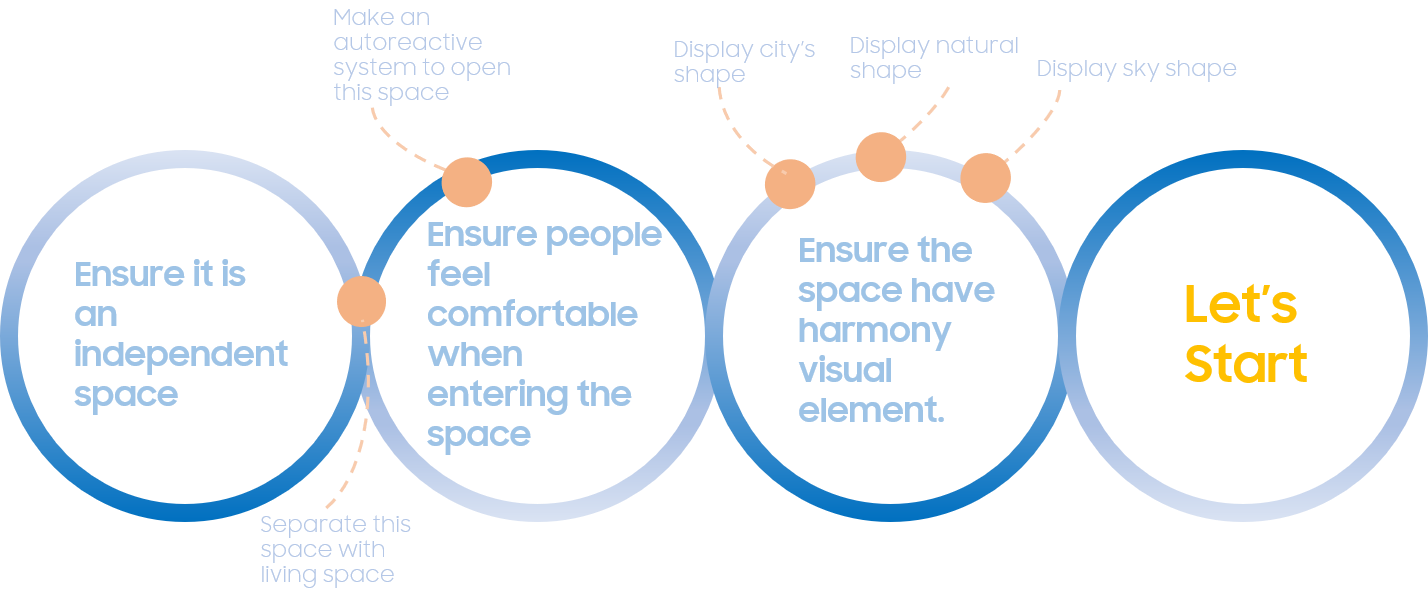 Make an
autoreactive
system to open
this space
Display city's
shape
Display natural
shape
Display sky shape
Ensure it is
an
independent
space
Ensure people
feel
comfortable
when
entering the
space
Ensure the
space have
harmony
visual
element.
Let's
Start
Separate this
space with
living space